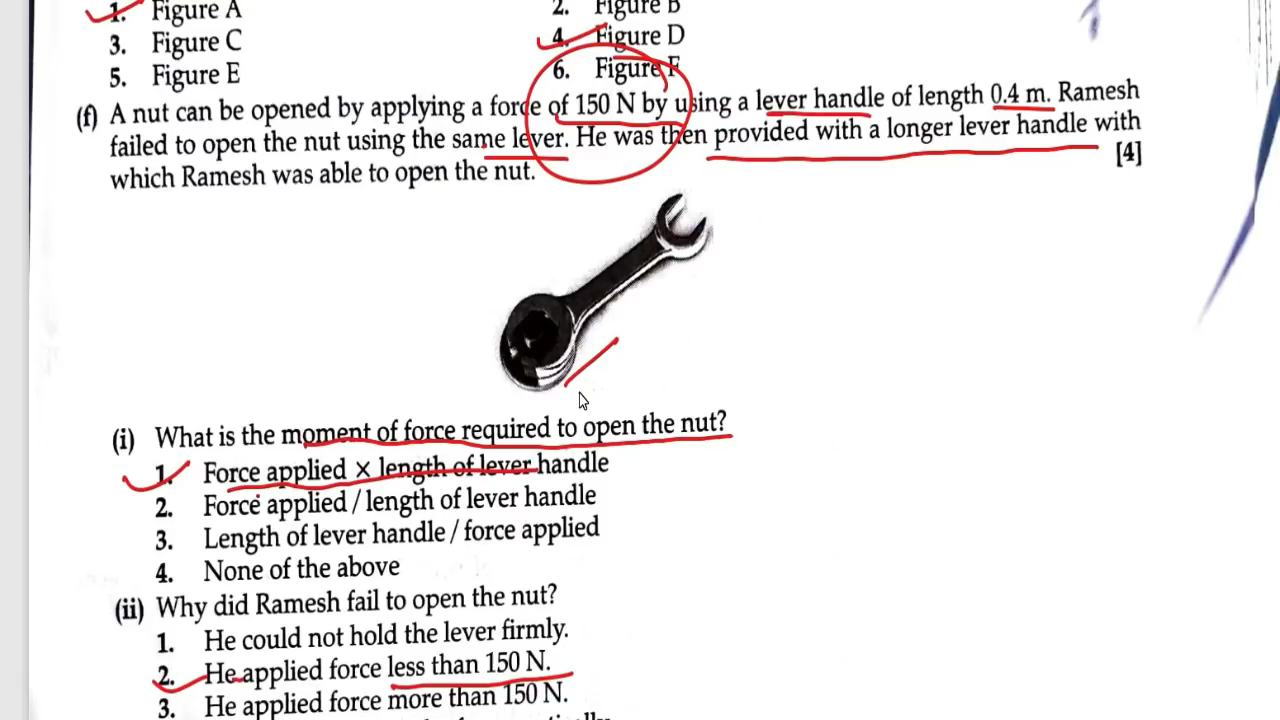 1. Figure A 2. Figure B
3. Figure C 4. Figure D
5. Figure E 6. Figure F
(f) A nut can be opened by applying a force of 150 N by using a lever handle of length 0.4 m. Ramesh
failed to open the nut using the same lever. He was then provided with a longer lever handle with
which Ramesh was able to open the nut. [4]
(i) What is the moment of force required to open the nut?
1. Force applied × length of lever handle
2. Force applied / length of lever handle
3. Length of lever handle / force applied
4. None of the above
(ii) Why did Ramesh fail to open the nut?
1. He could not hold the lever firmly.
2. He applied force less than 150 N.
3. He applied force more than 150 N.